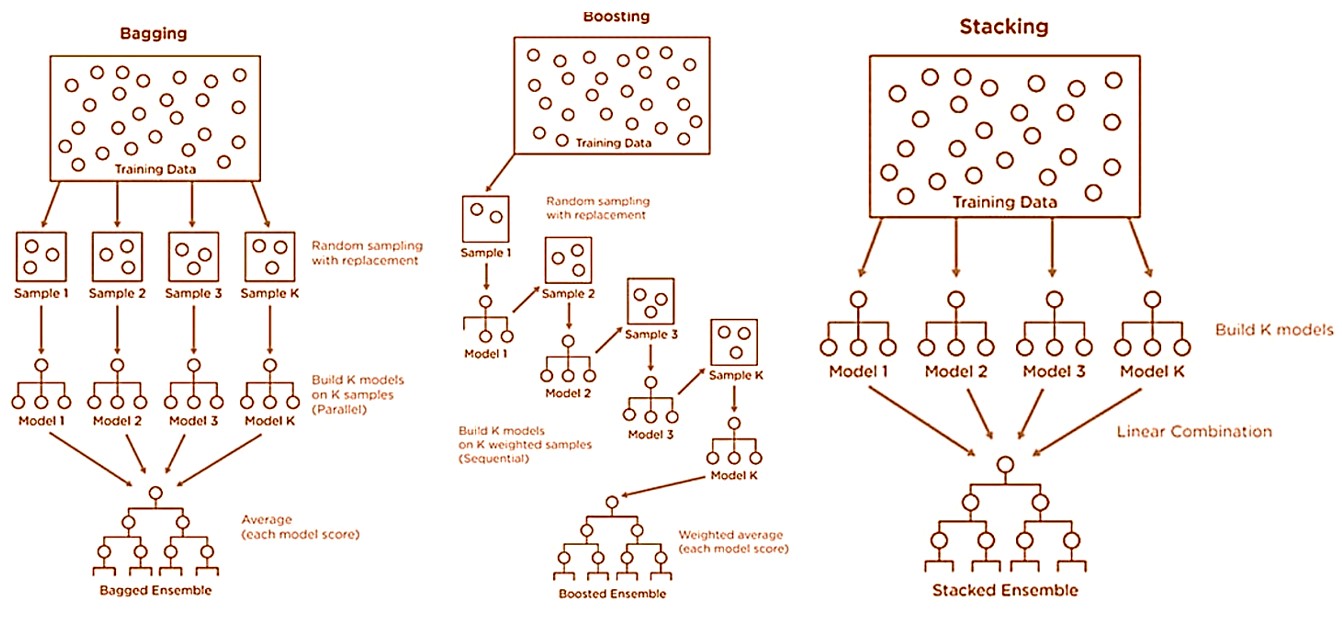 Bagging
Training Data
Sample 1
Sample 2
Sample 3
Sample K
Random sampling
with replacement
Model 1
Model 2
Model 3
Model K
Build K models
on K samples
(Parallel)
Average
(each model score)
Bagged Ensemble
Boosting
Training Data
Random sampling
with replacement
Sample 1
Sample 2
Sample 3
Sample K
Model 1
Model 2
Model 3
Model K
Build K models
on K weighted samples
(Sequential)
Weighted average
(each model score)
Boosted Ensemble
Stacking
Training Data
Build K models
Model 1
Model 2
Model 3
Model K
Linear Combination
Stacked Ensemble